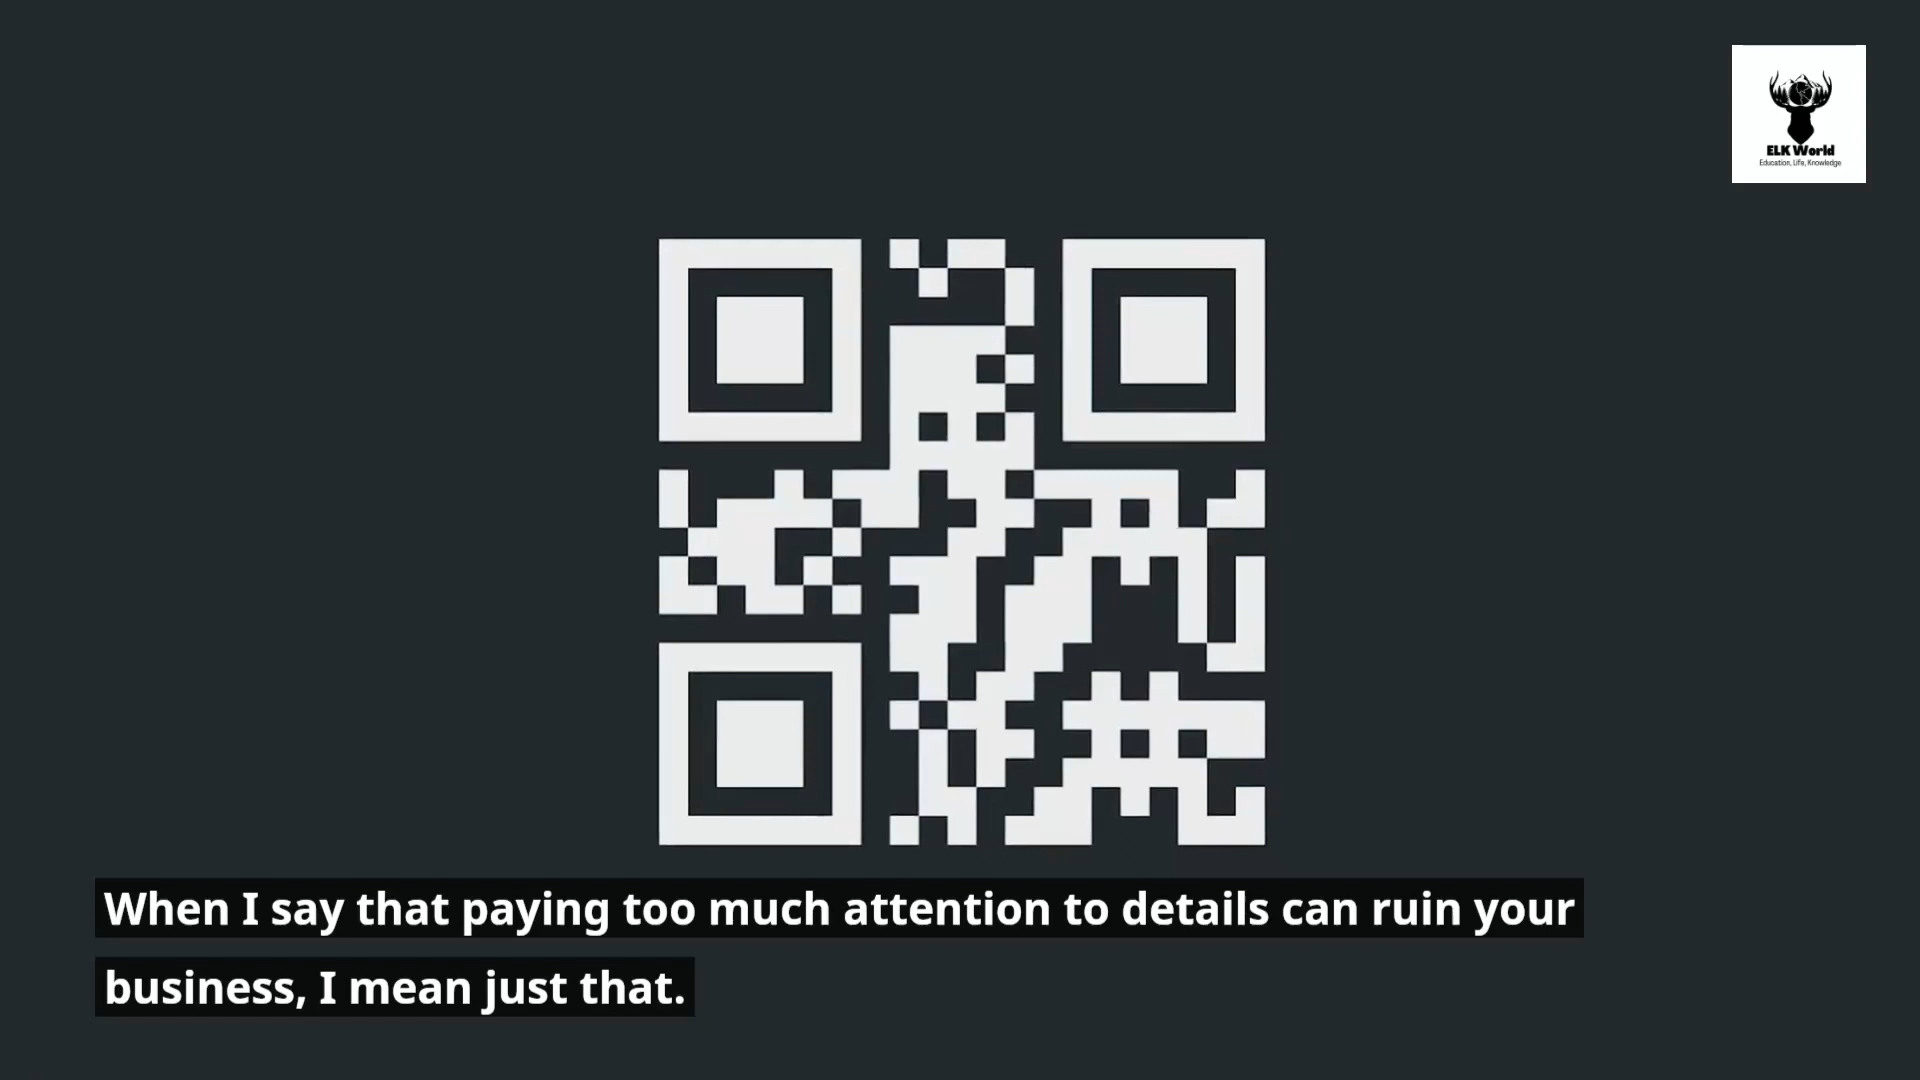 ELK World
Education, Life, Knowledge
When I say that paying too much attention to details can ruin your
business, I mean just that.